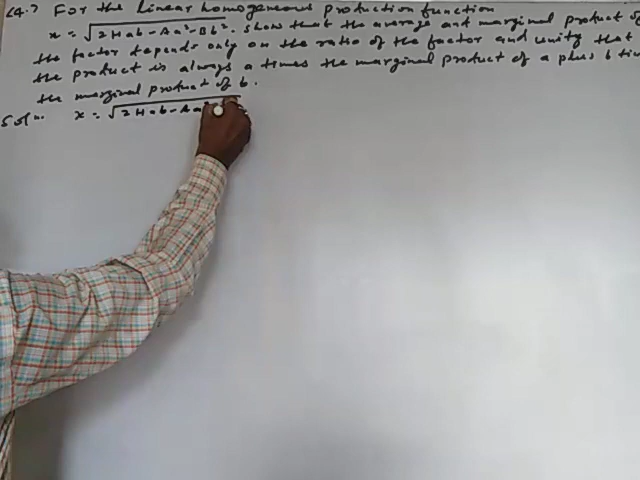 24.? For the Linear homogeneous production function
x = √2Hab - Aa² - Bb². Show that the average ant marginal product of
the factor depends only on the ratio of the factor and unity that
the product is always a times the marginal product of a plus b times
the marginal product of b.
Soln. x = √2Hab - Aa²